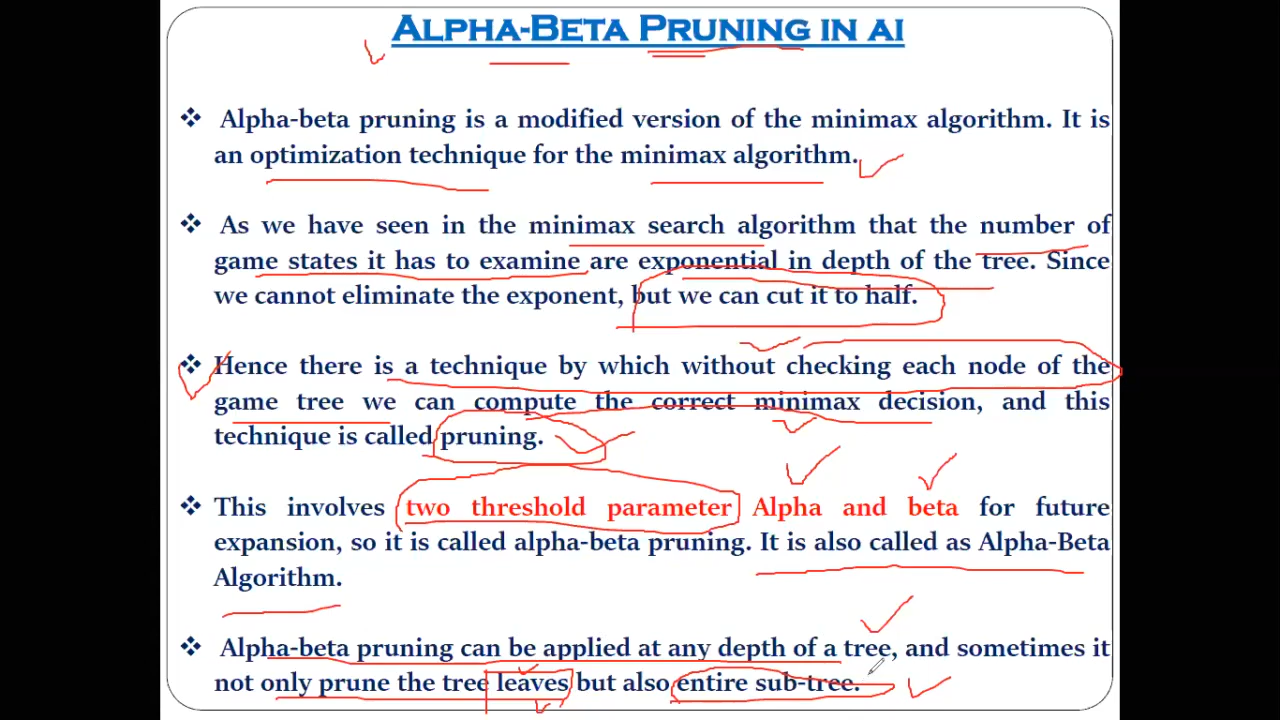 ALPHA-BETA PRUNING IN AI
❖ Alpha-beta pruning is a modified version of the minimax algorithm. It is
an optimization technique for the minimax algorithm.
❖ As we have seen in the minimax search algorithm that the number of
game states it has to examine are exponential in depth of the tree. Since
we cannot eliminate the exponent, but we can cut it to half.
❖ Hence there is a technique by which without checking each node of the
game tree we can compute the correct minimax decision, and this
technique is called pruning.
❖ This involves two threshold parameter Alpha and beta for future
expansion, so it is called alpha-beta pruning. It is also called as Alpha-Beta
Algorithm.
❖ Alpha-beta pruning can be applied at any depth of a tree, and sometimes it
not only prune the tree leaves but also entire sub-tree.